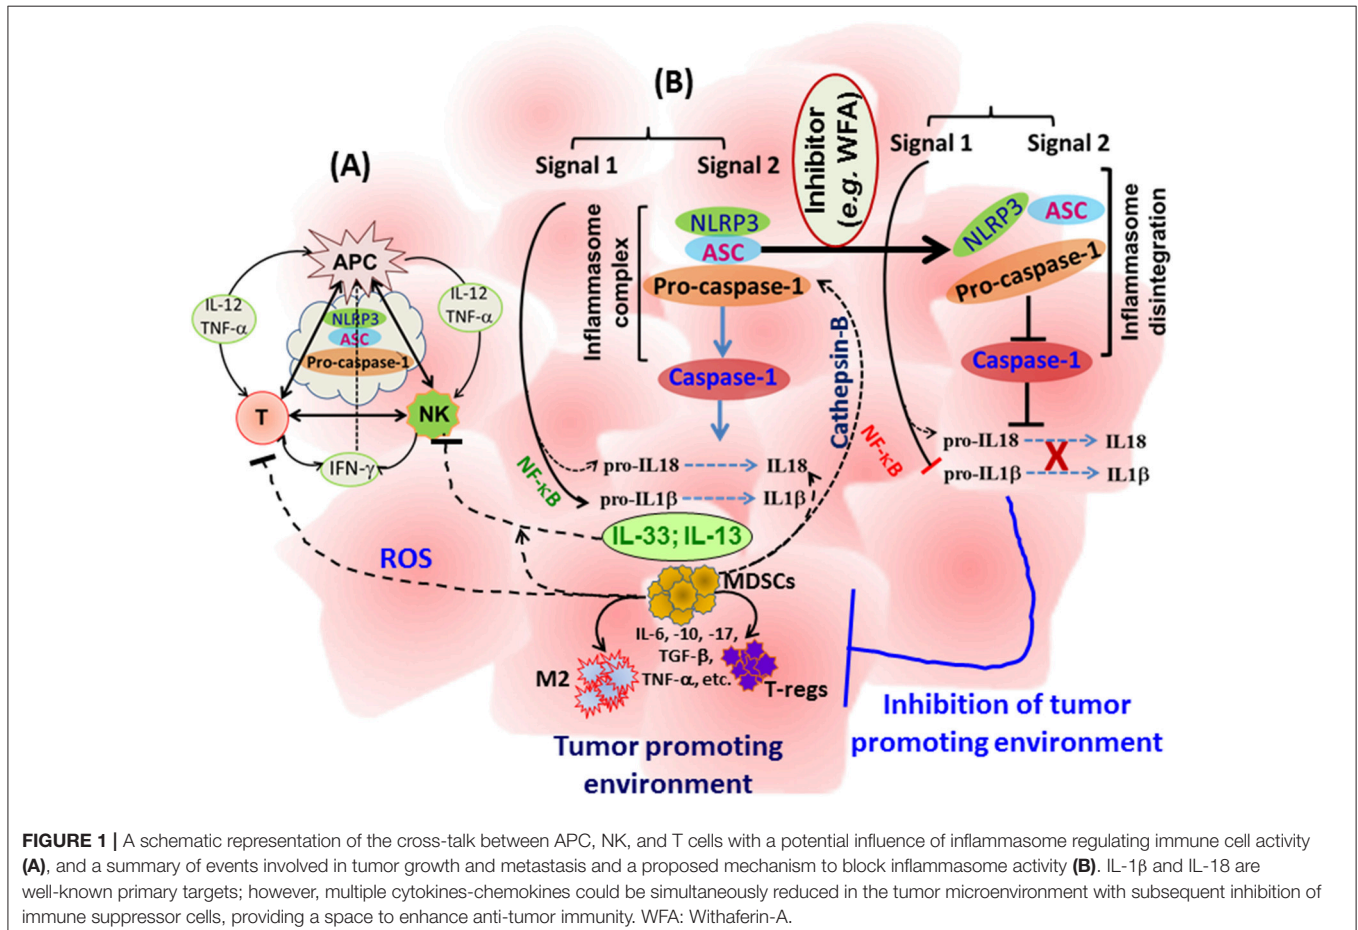 (A)
APC
IL-12
TNF-α
IL-12
TNF-α
NLRP3
ASC
Pro-caspase-1
T
NK
IFN-γ
ROS
(B)
Signal 1
Signal 2
Inflammasome
complex
NLRP3
ASC
Pro-caspase-1
Caspase-1
Cathepsin-B
NF-κB
pro-IL18
IL18
pro-IL1β
IL1β
IL-33; IL-13
MDSCs
IL-6, -10, -17,
TGF-β,
TNF-α, etc.
M2
T-regs
Tumor promoting
environment
Inhibitor
(e.g. WFA)
Signal 1
Signal 2
NLRP3
ASC
Pro-caspase-1
Inflammasome
disintegration
Caspase-1
NF-κB
pro-IL18
IL18
X
pro-IL1β
IL1β
Inhibition of tumor
promoting environment
FIGURE 1 | A schematic representation of the cross-talk between APC, NK, and T cells with a potential influence of inflammasome regulating immune cell activity
(A), and a summary of events involved in tumor growth and metastasis and a proposed mechanism to block inflammasome activity (B). IL-1β and IL-18 are
well-known primary targets; however, multiple cytokines-chemokines could be simultaneously reduced in the tumor microenvironment with subsequent inhibition of
immune suppressor cells, providing a space to enhance anti-tumor immunity. WFA: Withaferin-A.